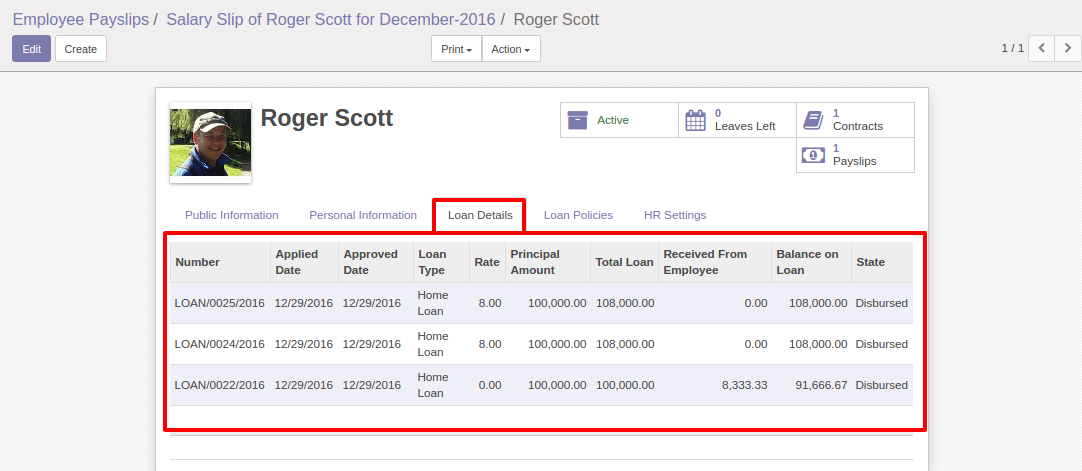 Employee Payslips / Salary Slip of Roger Scott for December-2016 / Roger Scott
Edit Create Print Action 1 / 1
Roger Scott
Active
0 Leaves Left
1 Contracts
1 Payslips
Public Information Personal Information Loan Details Loan Policies HR Settings
Number Applied Date Approved Date Loan Type Rate Principal Amount Total Loan Received From Employee Balance on Loan State
LOAN/0025/2016 12/29/2016 12/29/2016 Home Loan 8.00 100,000.00 108,000.00 0.00 108,000.00 Disbursed
LOAN/0024/2016 12/29/2016 12/29/2016 Home Loan 8.00 100,000.00 108,000.00 0.00 108,000.00 Disbursed
LOAN/0022/2016 12/29/2016 12/29/2016 Home Loan 0.00 100,000.00 100,000.00 8,333.33 91,666.67 Disbursed